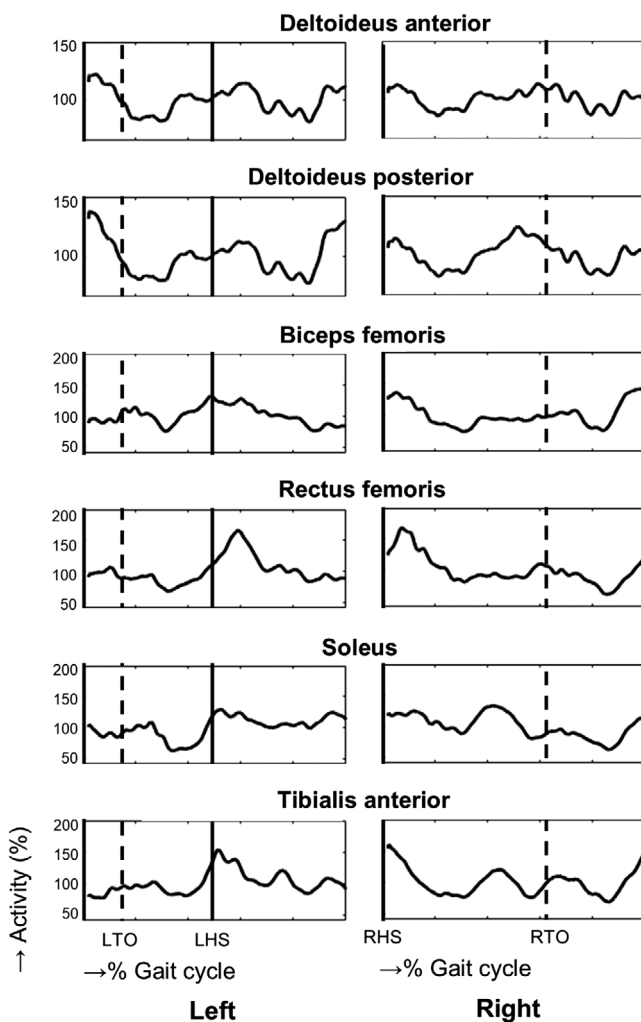 Deltoideus anterior
150
100
Deltoideus posterior
150
100
Biceps femoris
200
150
100
50
Rectus femoris
200
150
100
50
Soleus
200
150
100
50
Tibialis anterior
200
150
100
50
→ Activity (%)
LTO LHS RHS RTO
→% Gait cycle →% Gait cycle
Left Right